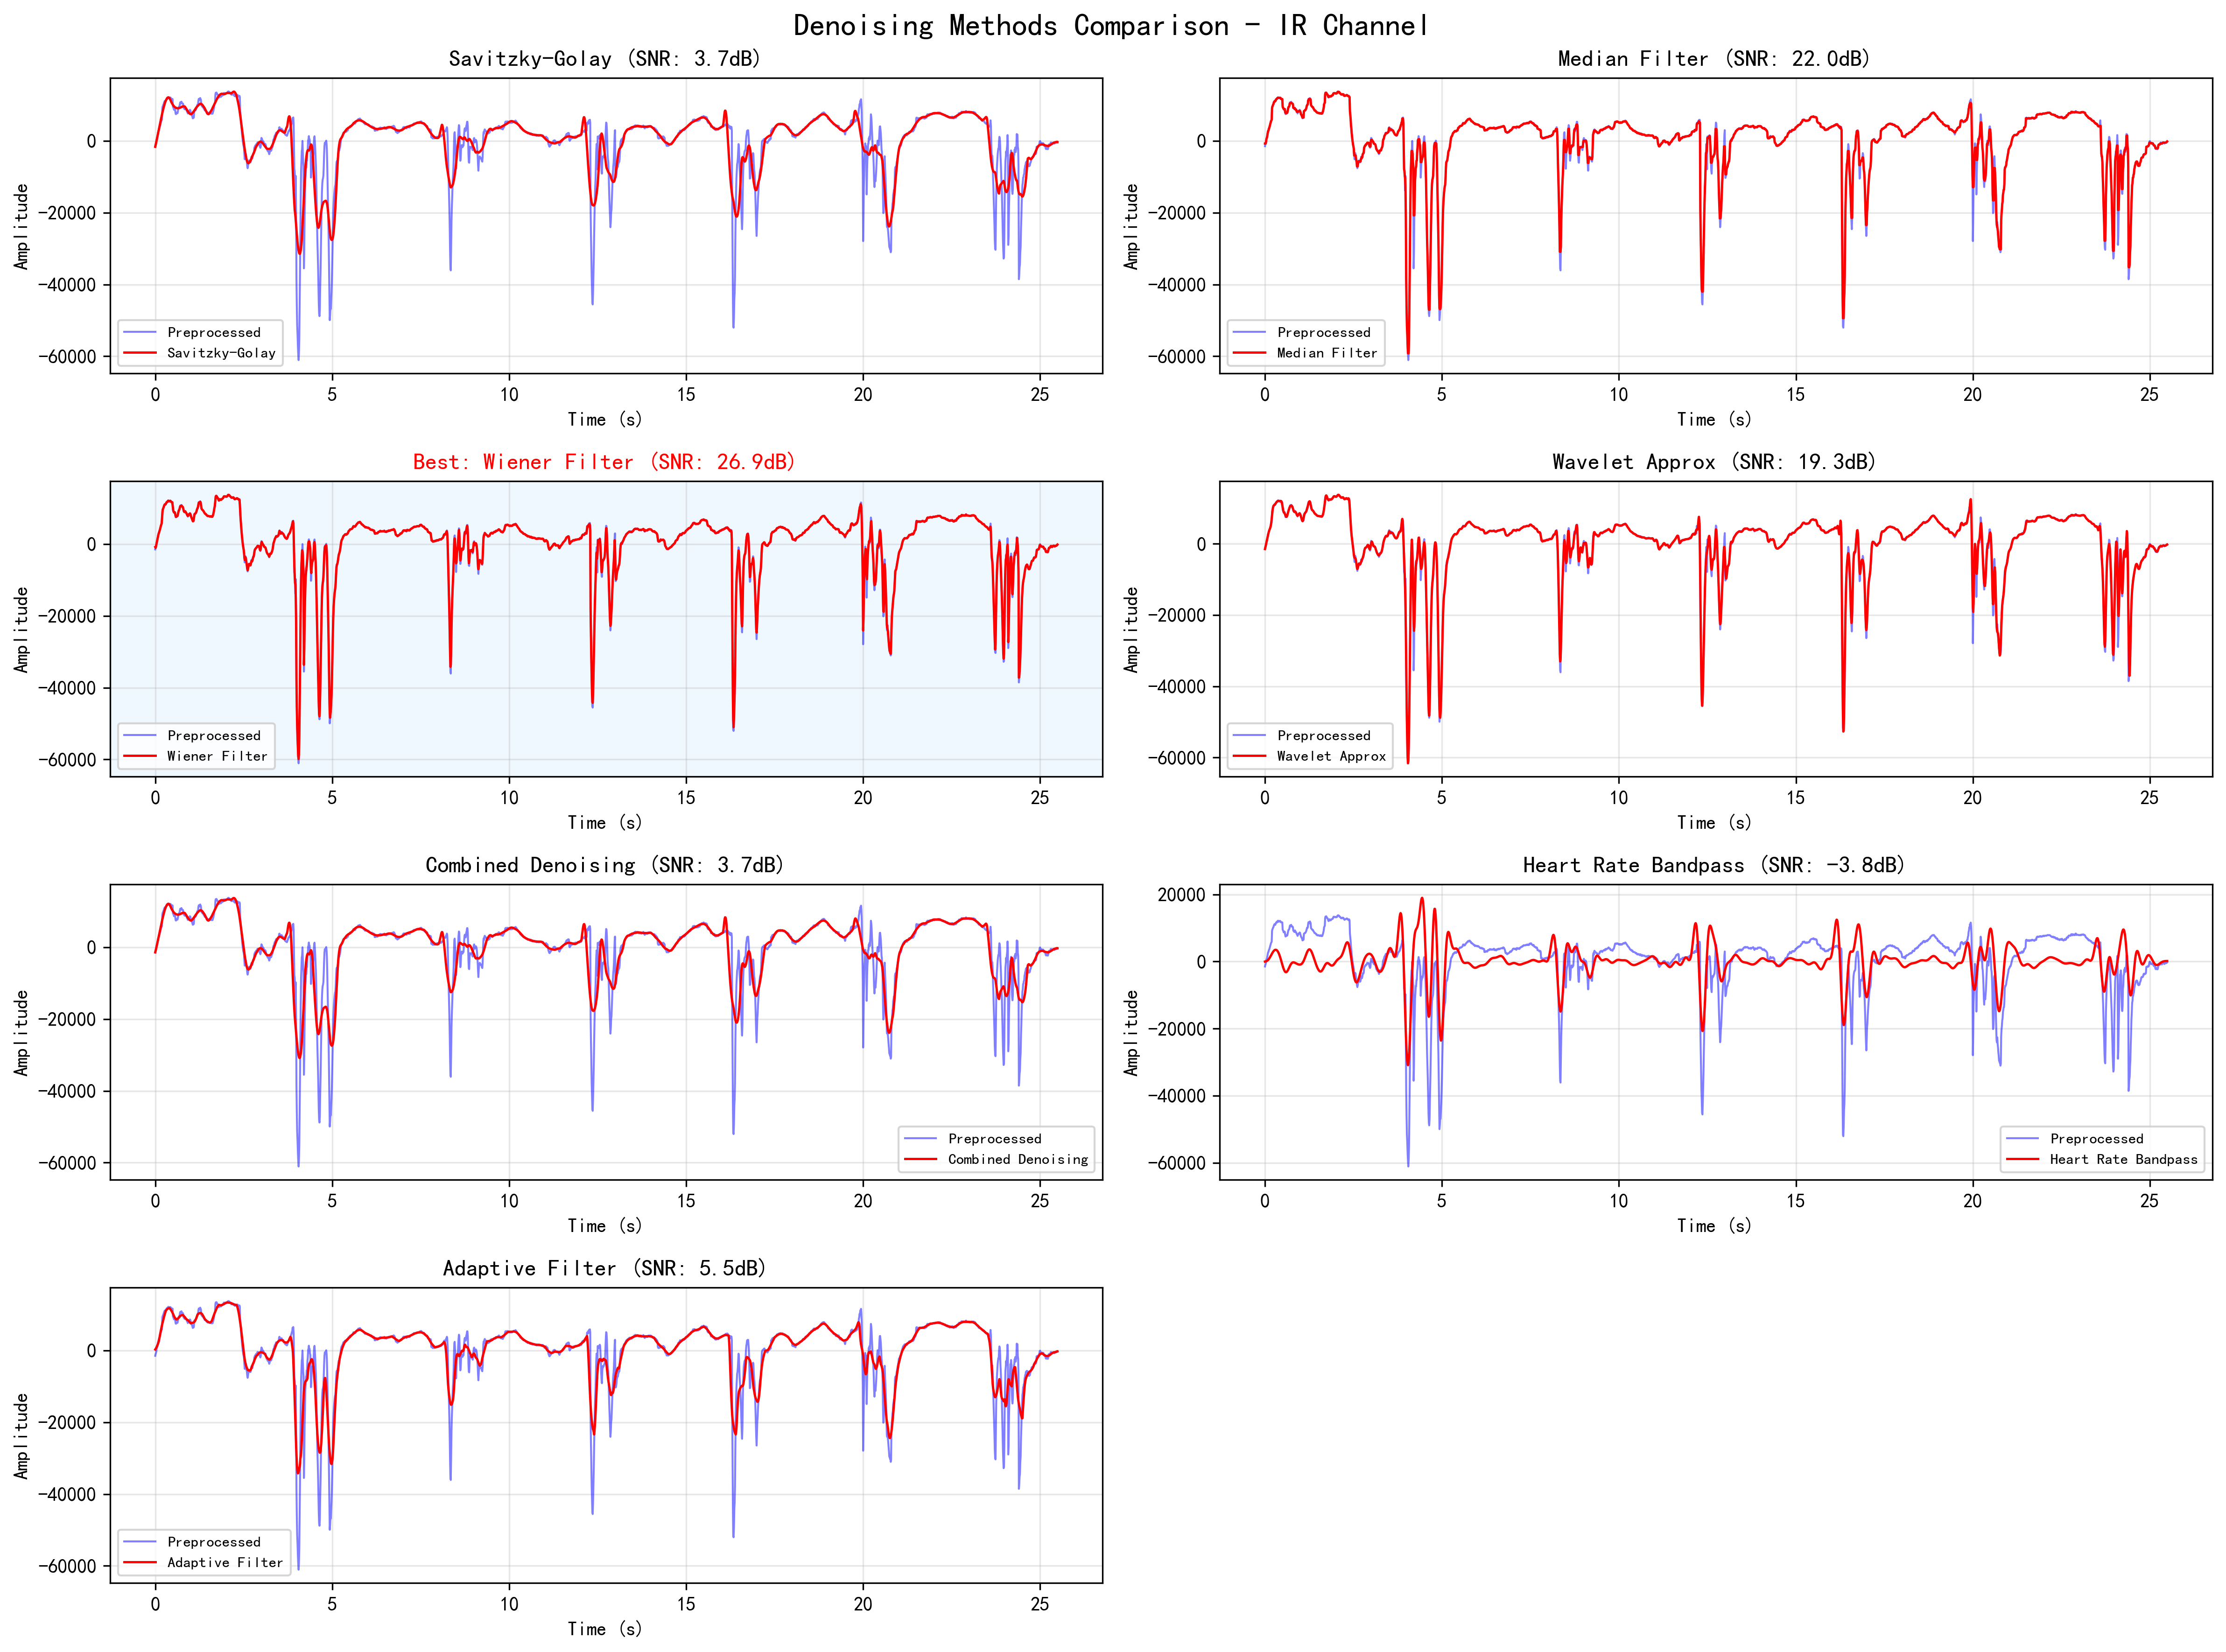 Denoising Methods Comparison - IR Channel
Savitzky-Golay (SNR: 3.7dB)
0
-20000
-40000
-60000
Amplitude
Preprocessed
Savitzky-Golay
0 5 10 15 20 25
Time (s)
Median Filter (SNR: 22.0dB)
0
-20000
-40000
-60000
Amplitude
Preprocessed
Median Filter
0 5 10 15 20 25
Time (s)
Best: Wiener Filter (SNR: 26.9dB)
0
-20000
-40000
-60000
Amplitude
Preprocessed
Wiener Filter
0 5 10 15 20 25
Time (s)
Wavelet Approx (SNR: 19.3dB)
0
-20000
-40000
-60000
Amplitude
Preprocessed
Wavelet Approx
0 5 10 15 20 25
Time (s)
Combined Denoising (SNR: 3.7dB)
0
-20000
-40000
-60000
Amplitude
Preprocessed
Combined Denoising
0 5 10 15 20 25
Time (s)
Heart Rate Bandpass (SNR: -3.8dB)
20000
0
-20000
-40000
-60000
Amplitude
Preprocessed
Heart Rate Bandpass
0 5 10 15 20 25
Time (s)
Adaptive Filter (SNR: 5.5dB)
0
-20000
-40000
-60000
Amplitude
Preprocessed
Adaptive Filter
0 5 10 15 20 25
Time (s)